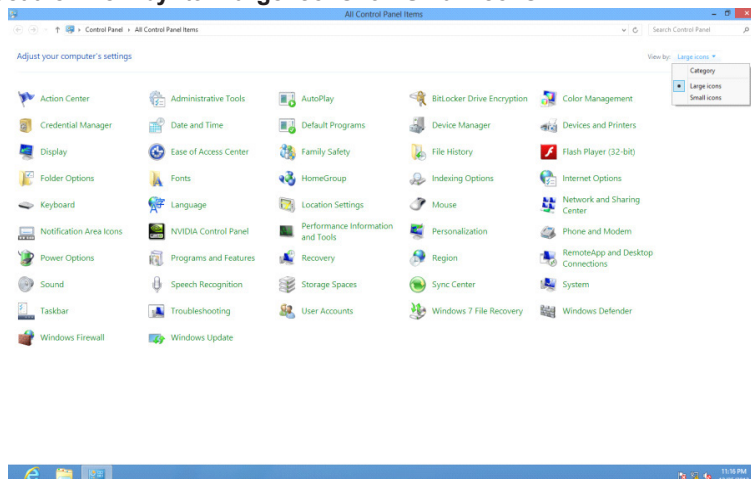 All Control Panel Items
Control Panel › All Control Panel Items
Search Control Panel
Adjust your computer's settings
View by: Large icons
Category
Large icons
Small icons
Action Center
Administrative Tools
AutoPlay
BitLocker Drive Encryption
Color Management
Credential Manager
Date and Time
Default Programs
Device Manager
Devices and Printers
Display
Ease of Access Center
Family Safety
File History
Flash Player (32-bit)
Folder Options
Fonts
HomeGroup
Indexing Options
Internet Options
Keyboard
Language
Location Settings
Mouse
Network and Sharing
Center
Notification Area Icons
NVIDIA Control Panel
Performance Information
and Tools
Personalization
Phone and Modem
Power Options
Programs and Features
Recovery
Region
RemoteApp and Desktop
Connections
Sound
Speech Recognition
Storage Spaces
Sync Center
System
Taskbar
Troubleshooting
User Accounts
Windows 7 File Recovery
Windows Defender
Windows Firewall
Windows Update
11:16 PM